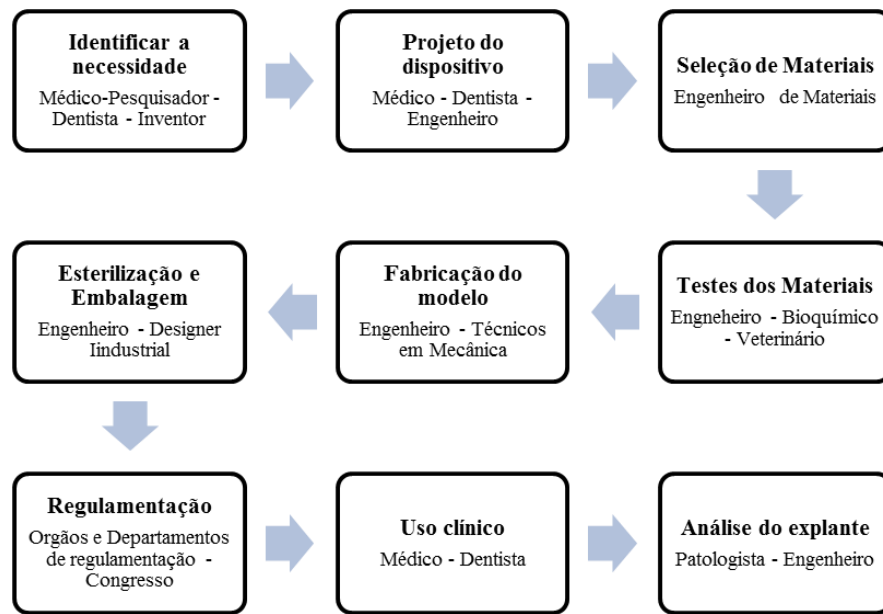 Identificar a
necessidade
Médico-Pesquisador -
Dentista - Inventor
Projeto do
dispositivo
Médico - Dentista -
Engenheiro
Seleção de Materiais
Engenheiro de Materiais
Testes dos Materiais
Engneheiro - Bioquímico
- Veterinário
Fabricação do
modelo
Engenheiro - Técnicos
em Mecânica
Esterilização e
Embalagem
Engenheiro - Designer
Iindustrial
Regulamentação
Orgãos e Departamentos
de regulamentação -
Congresso
Uso clínico
Médico - Dentista
Análise do explante
Patologista - Engenheiro